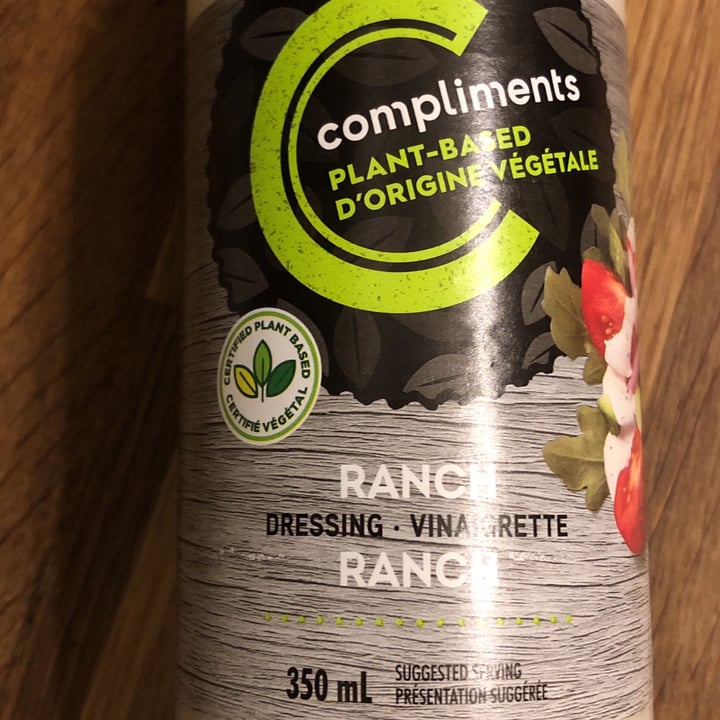 compliments
PLANT-BASED
D'ORIGINE VÉGÉTALE
CERTIFIED PLANT BASED
CERTIFIÉ VÉGÉTAL
RANCH
DRESSING · VINAIGRETTE
RANCH
350 mL
SUGGESTED SERVING
PRÉSENTATION SUGGÉRÉE